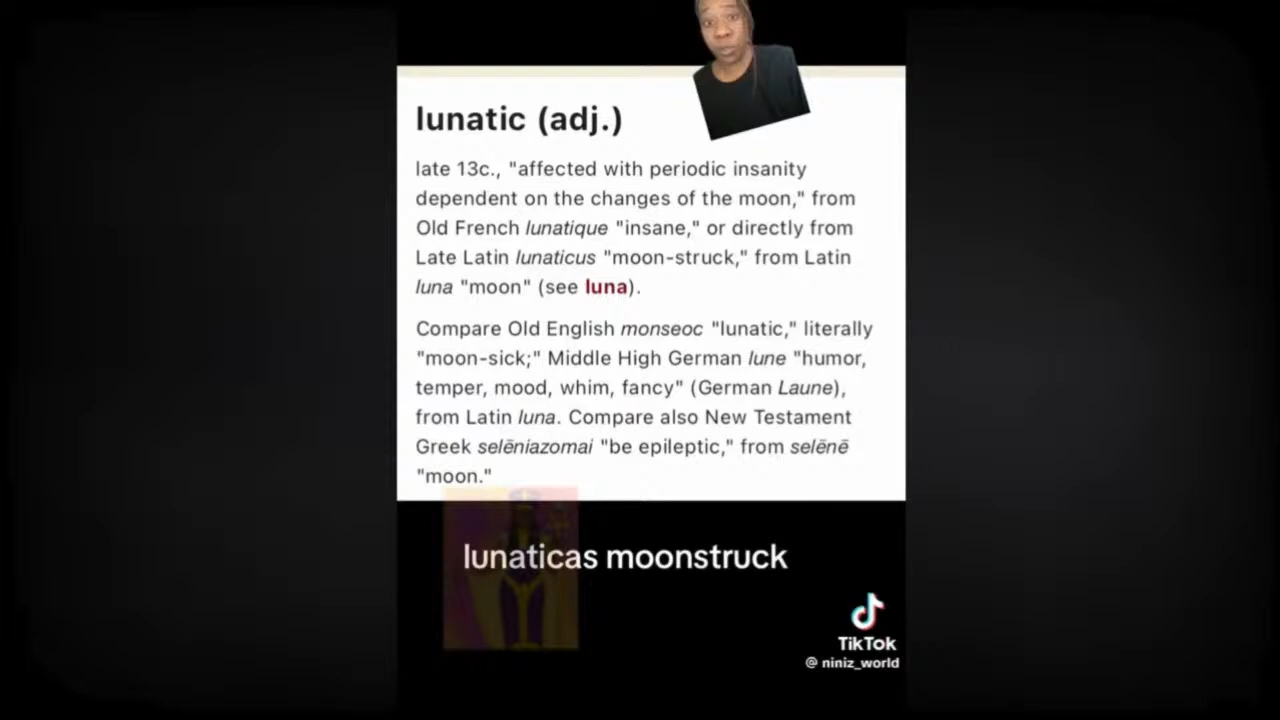 lunatic (adj.)
late 13c., "affected with periodic insanity
dependent on the changes of the moon," from
Old French lunatique "insane," or directly from
Late Latin lunaticus "moon-struck," from Latin
luna "moon" (see luna).
Compare Old English monseoc "lunatic," literally
"moon-sick;" Middle High German lune "humor,
temper, mood, whim, fancy" (German Laune),
from Latin luna. Compare also New Testament
Greek selēniazomai "be epileptic," from selēnē
"moon."
lunaticas moonstruck
TikTok
@ niniz_world